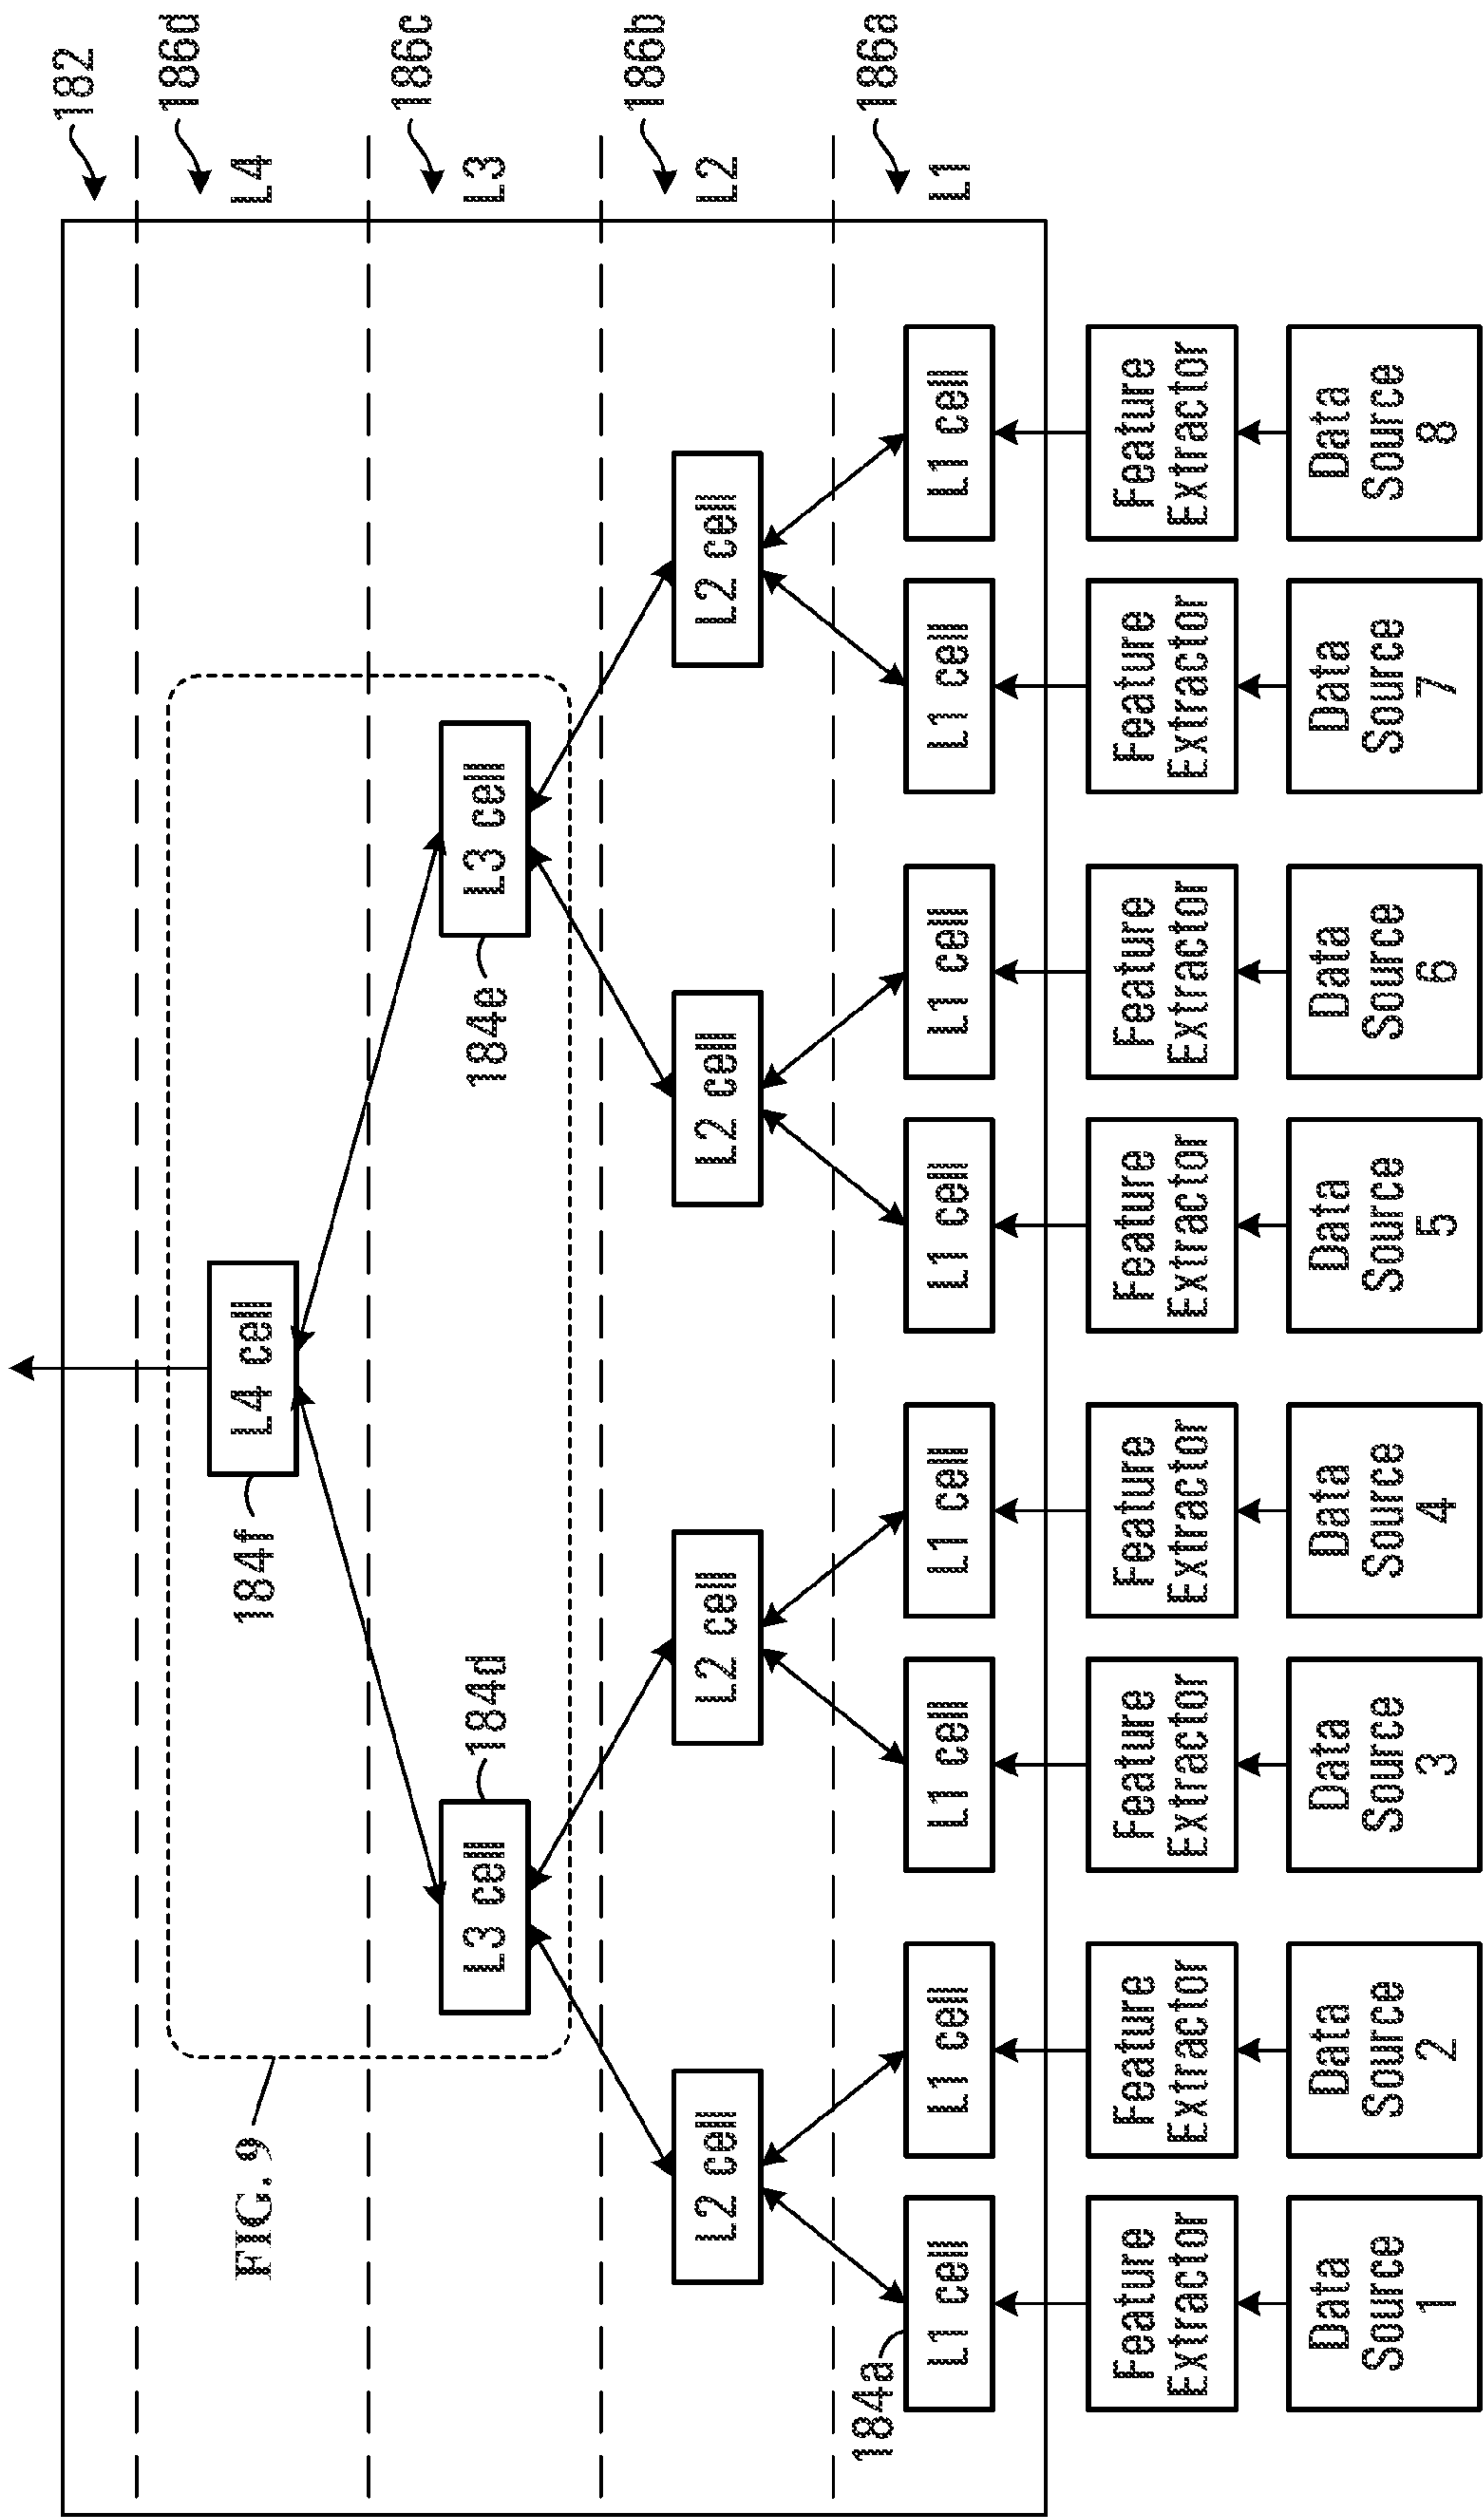 182
186d
L4
186c
L3
186b
L2
186a
L1
FIG. 9
184f
L4 cell
184d
184e
L3 cell
L3 cell
L2 cell
L2 cell
L2 cell
L2 cell
184a
L1 cell
L1 cell
L1 cell
L1 cell
L1 cell
L1 cell
L1 cell
L1 cell
Feature
Extractor
Feature
Extractor
Feature
Extractor
Feature
Extractor
Feature
Extractor
Feature
Extractor
Feature
Extractor
Feature
Extractor
Data
Source
1
Data
Source
2
Data
Source
3
Data
Source
4
Data
Source
5
Data
Source
6
Data
Source
7
Data
Source
8